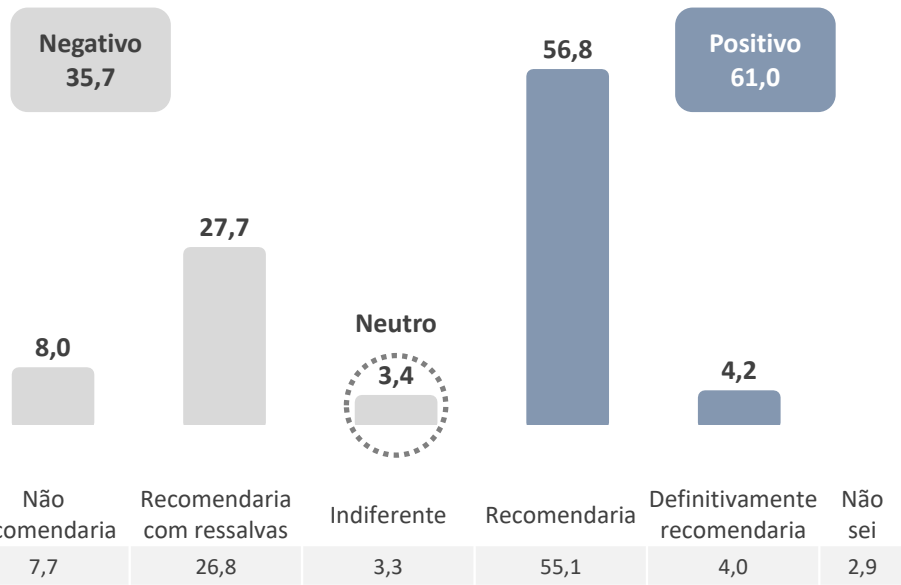 Negativo
35,7
56,8
Positivo
61,0
27,7
Neutro
8,0
3,4
4,2
Não
comendaria
Recomendaria
com ressalvas
Indiferente
Recomendaria
Definitivamente
recomendaria
Não
sei
7,7 26,8 3,3 55,1 4,0 2,9